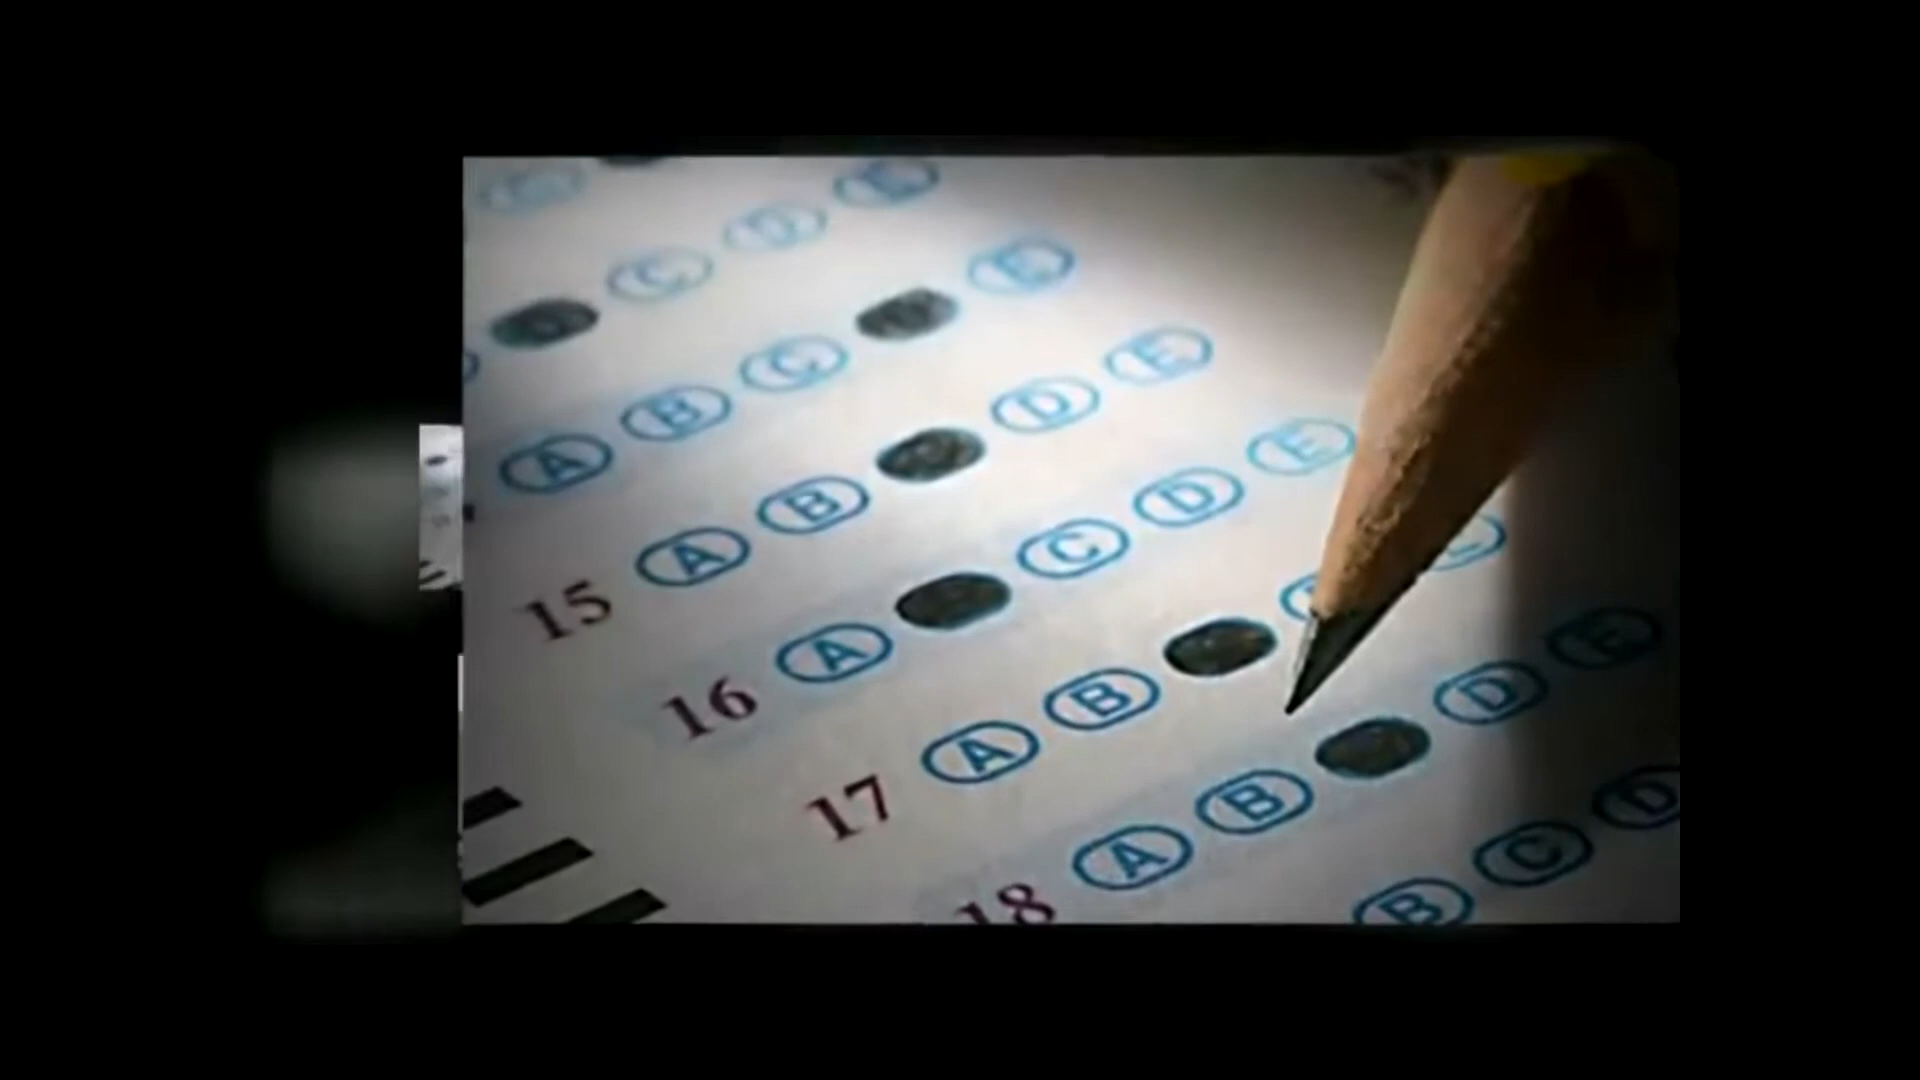 C D E
A B C E
15 A B D E
16 A C D E
17 A B
18 A B D E
B C D